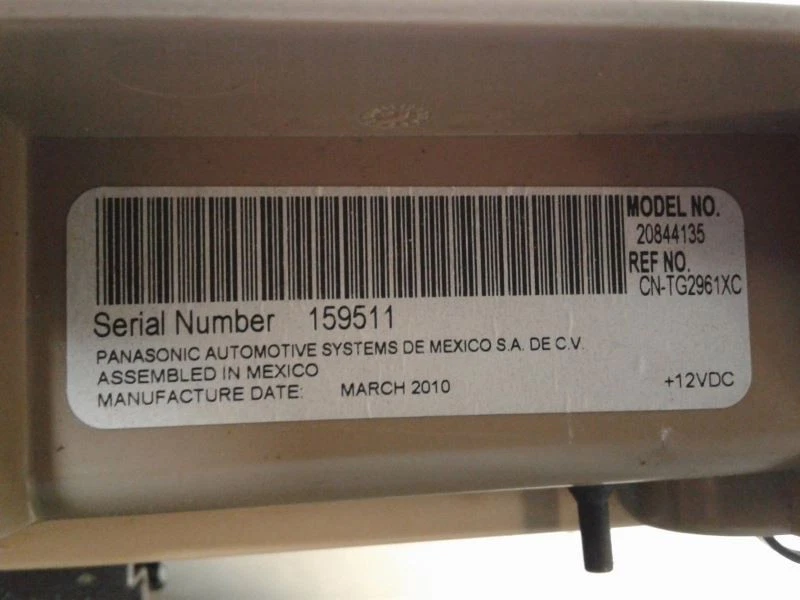 MODEL NO.
20844135
REF NO.
CN-TG2961XC
Serial Number 159511
PANASONIC AUTOMOTIVE SYSTEMS DE MEXICO S.A. DE C.V.
ASSEMBLED IN MEXICO
MANUFACTURE DATE: MARCH 2010
+12VDC